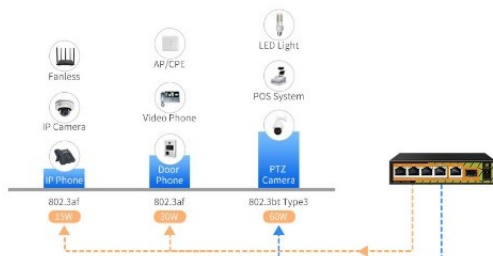 LED Light
AP/CPE
Fanless
POS System
Video Phone
IP Camera
IP Phone
Door
Phone
PTZ
Camera
802.3af
802.3af
802.3bt Type3
15W
30W
60W